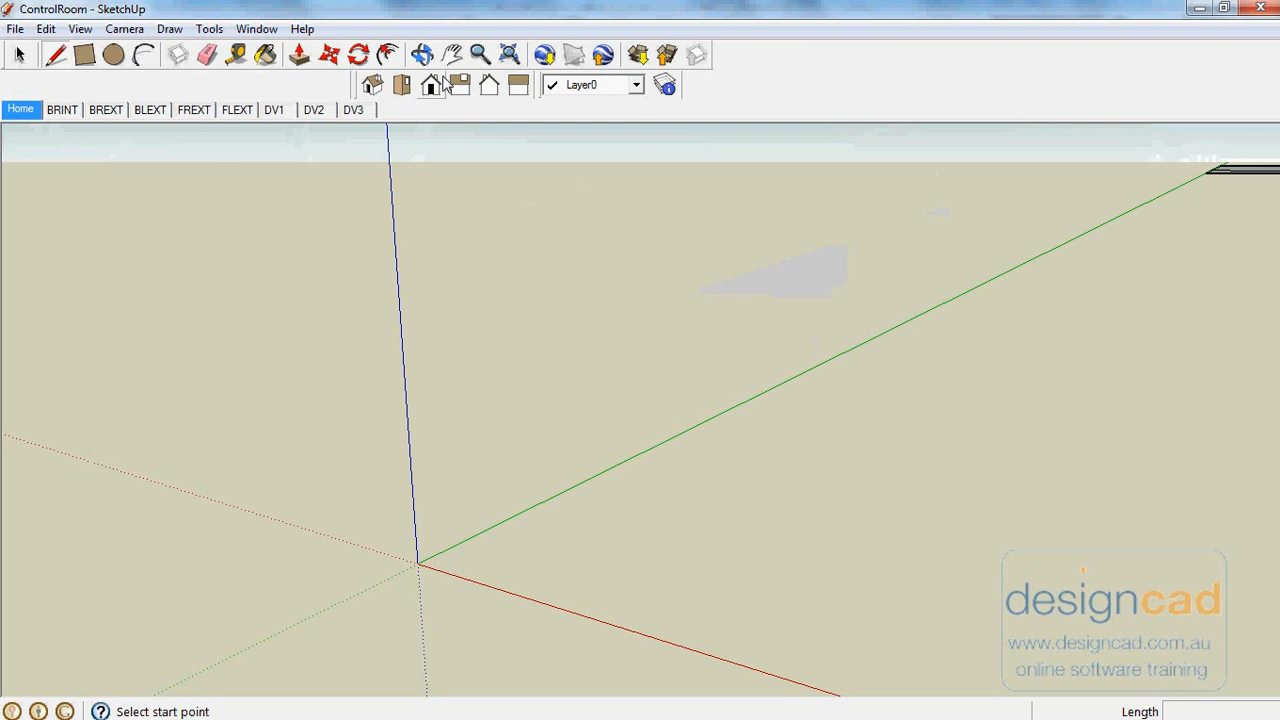 ControlRoom - SketchUp
File Edit View Camera Draw Tools Window Help
Layer0
Home BRINT BREXT BLEXT FREXT FLEXT DV1 DV2 DV3
designcad
www.designcad.com.au
online software training
Select start point Length